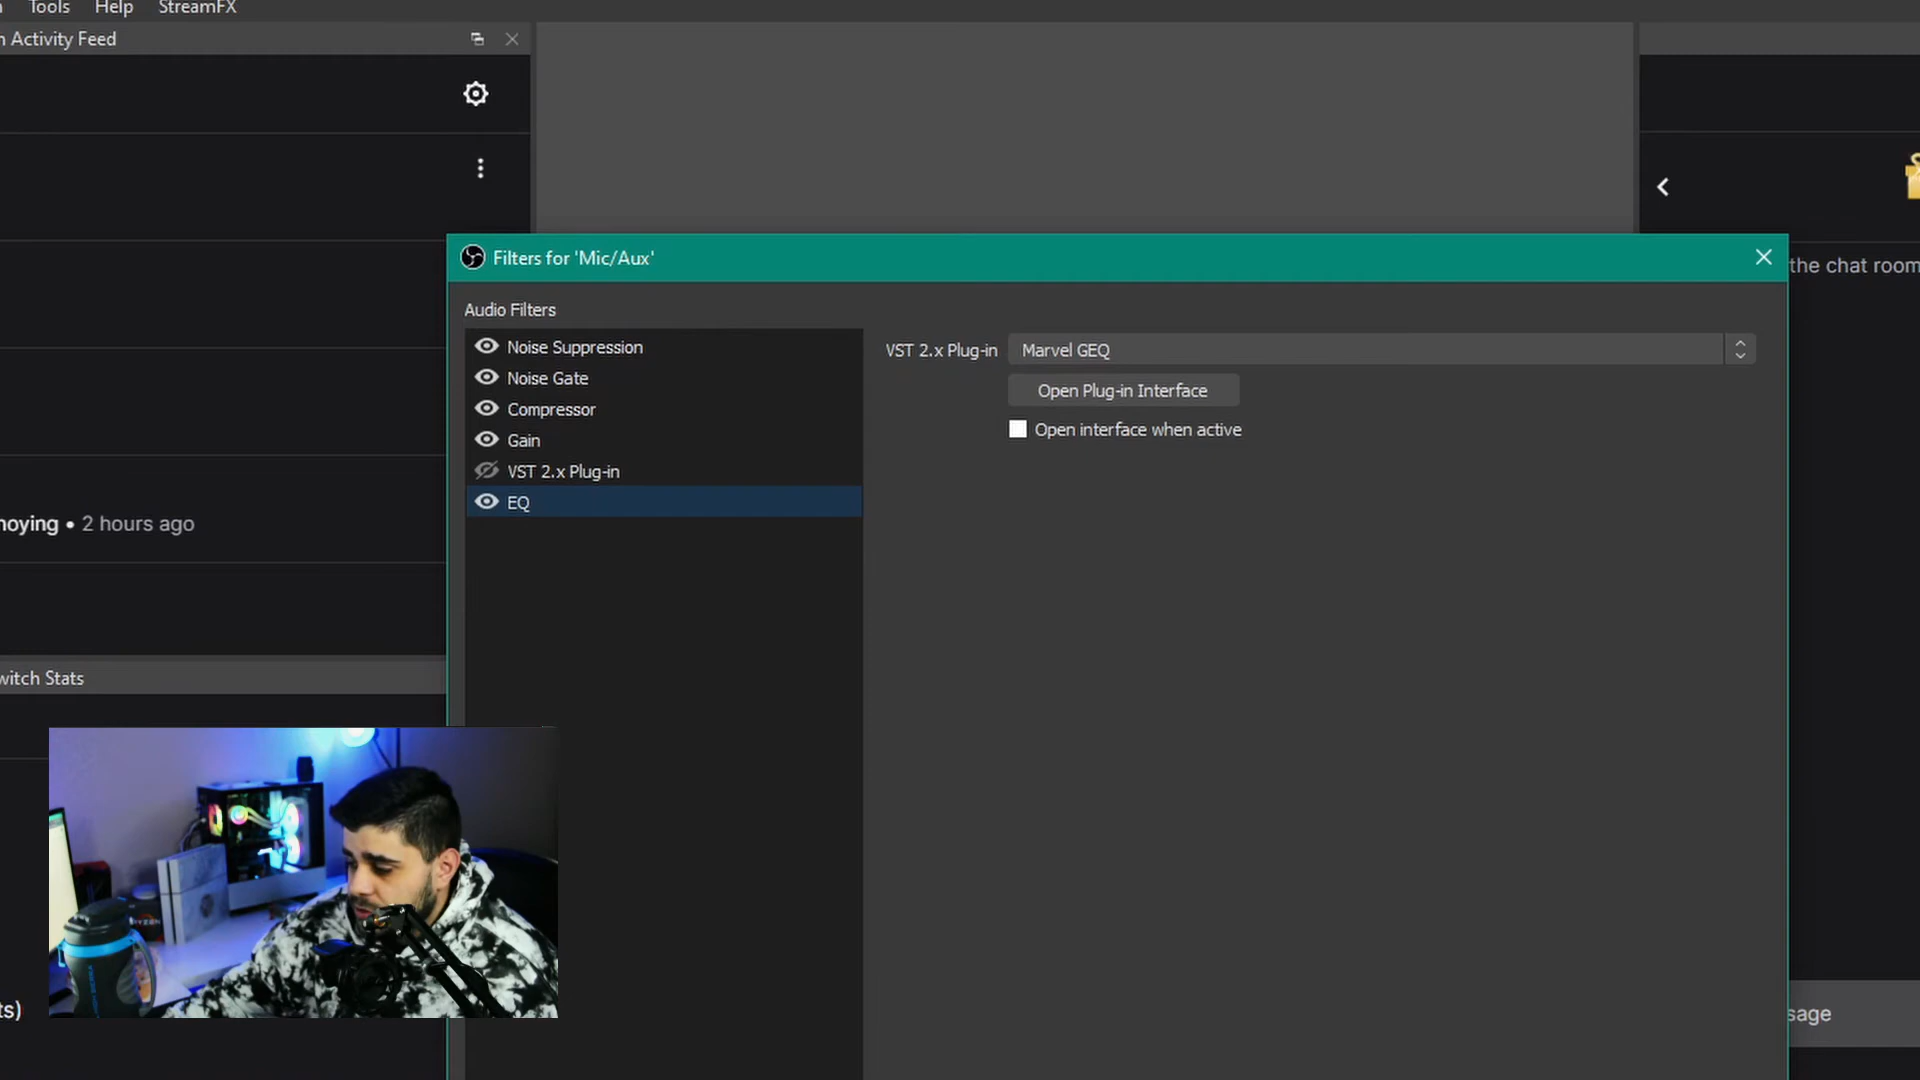 Tools Help StreamFX
Activity Feed
Filters for 'Mic/Aux'
the chat room
Audio Filters
Noise Suppression
Noise Gate
Compressor
Gain
VST 2.x Plug-in
EQ
VST 2.x Plug-in Marvel GEQ
Open Plug-in Interface
Open interface when active
noying • 2 hours ago
witch Stats
ts)
sage